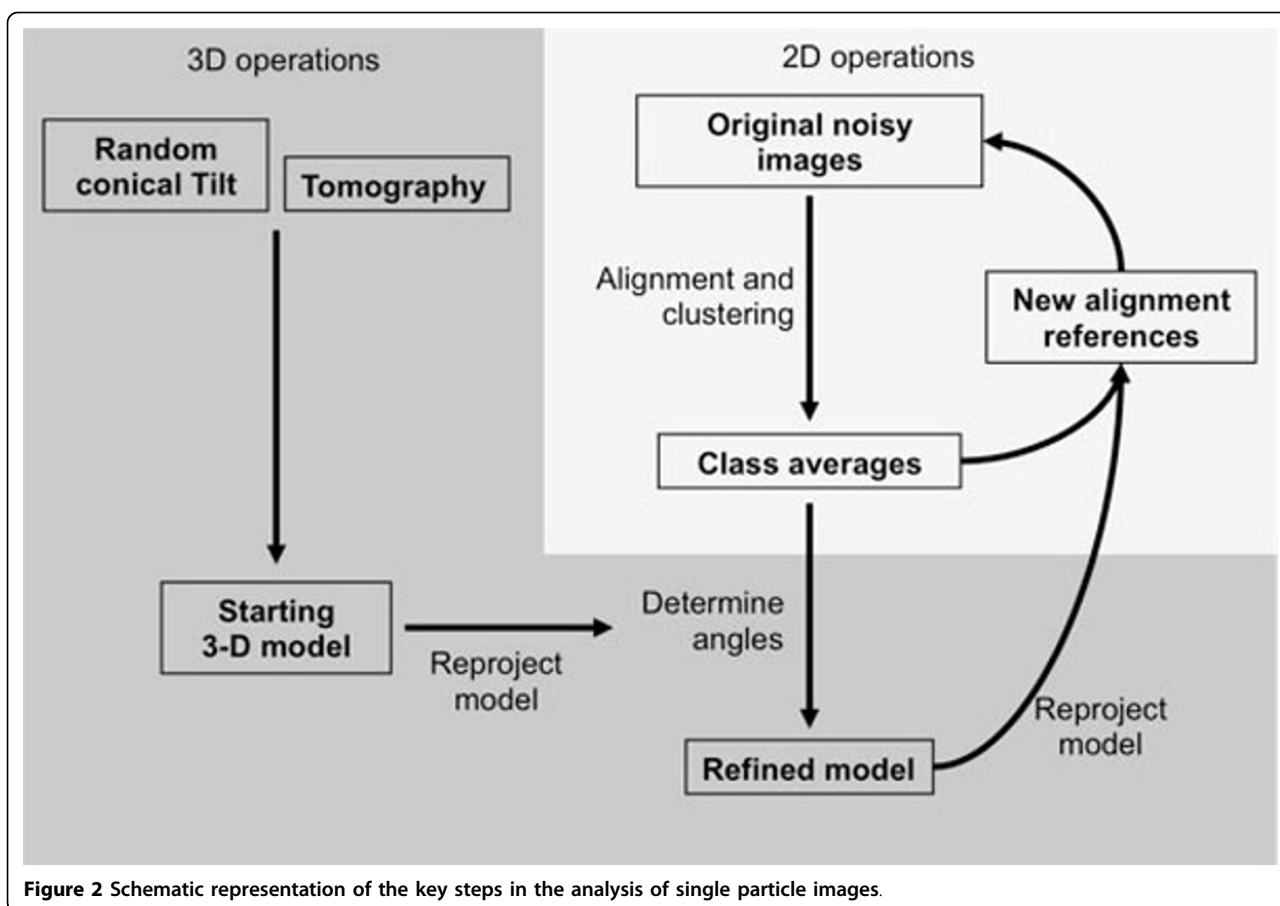 3D operations
Random
conical Tilt
Tomography
Starting
3-D model
Reproject
model
2D operations
Original noisy
images
Alignment and
clustering
New alignment
references
Class averages
Determine
angles
Refined model
Reproject
model
Figure 2 Schematic representation of the key steps in the analysis of single particle images.